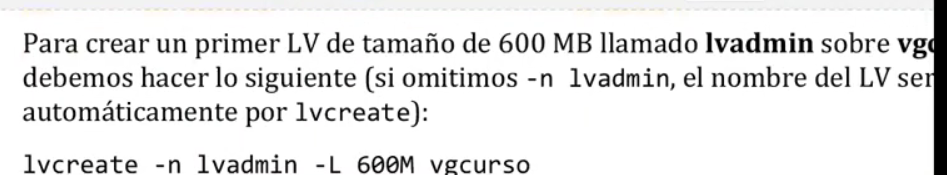 Para crear un primer LV de tamaño de 600 MB llamado lvadmin sobre
debemos hacer lo siguiente (si omitimos -n lvadmin, el nombre del LV
automáticamente por lvcreate):
lvcreate -n lvadmin -L 600M vgcurso